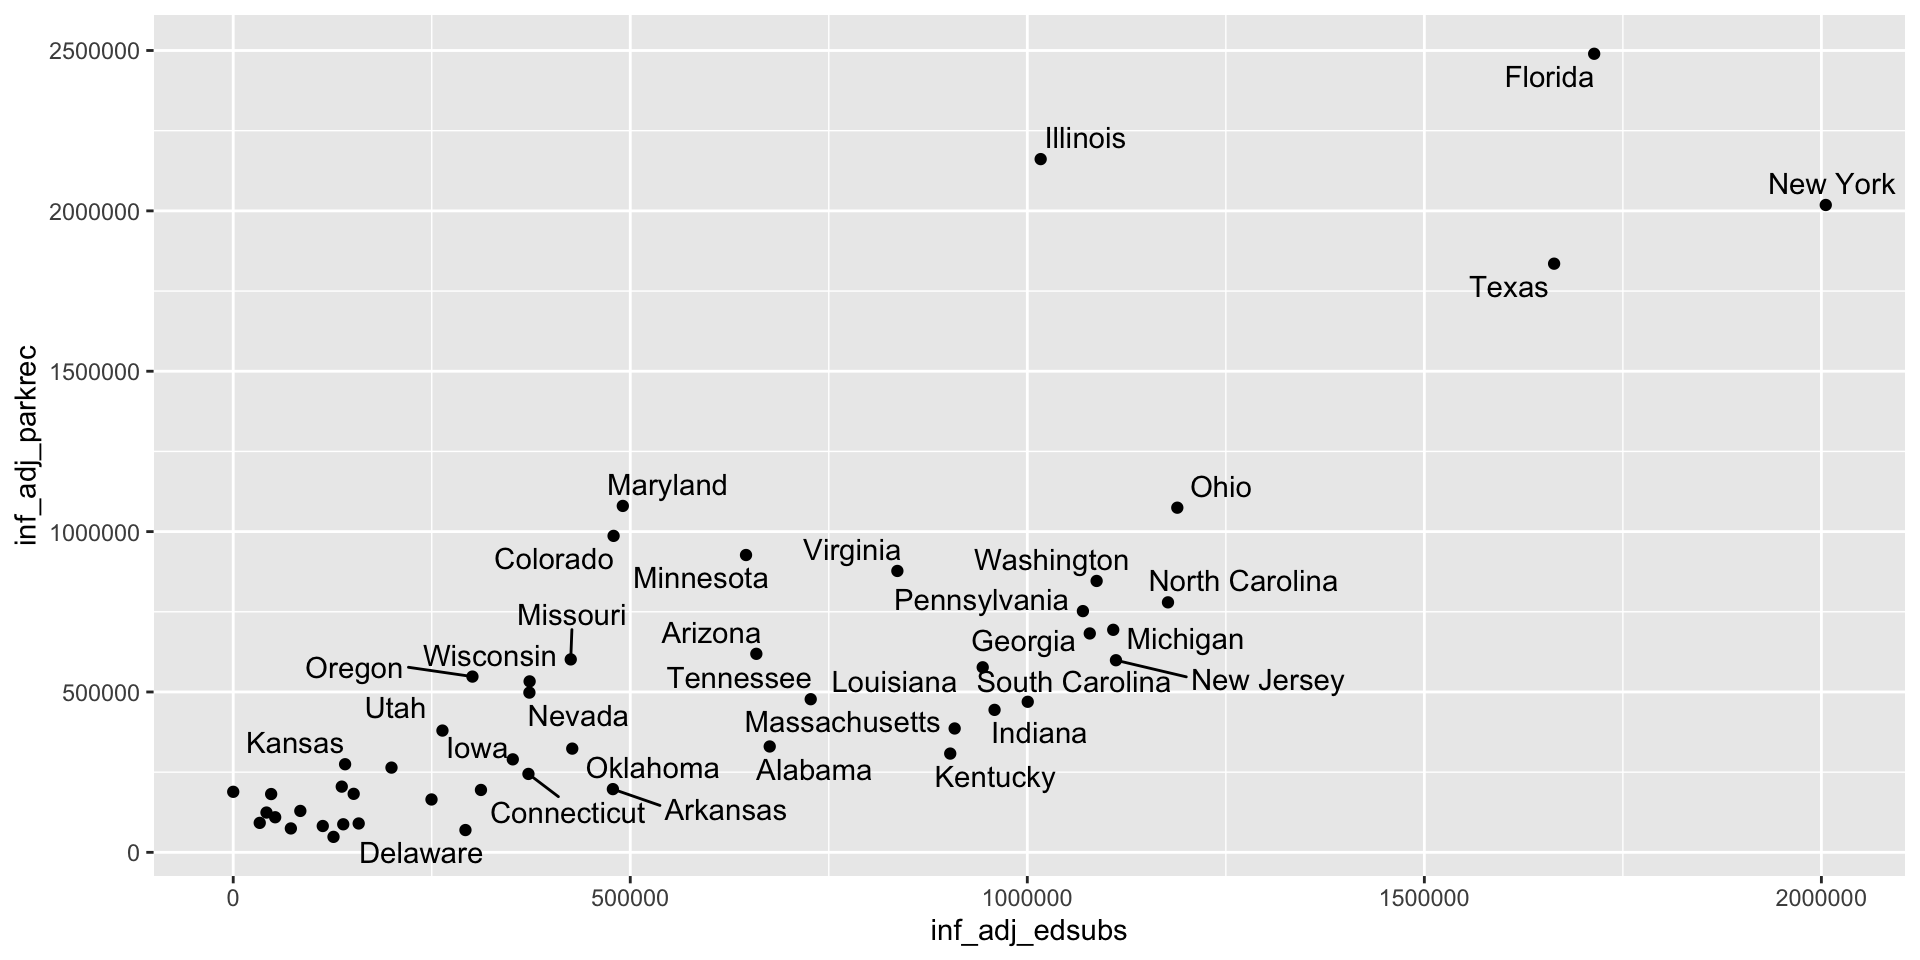 2500000
Florida
Illinois
New York
2000000
Texas
inf_adj_parkrec
1500000
Maryland
Ohio
1000000
Colorado
Virginia
Washington
Minnesota
North Carolina
Pennsylvania
Missouri
Arizona
Georgia
Michigan
Wisconsin
Oregon
Tennessee
Louisiana
South Carolina
New Jersey
500000
Utah
Nevada
Massachusetts
Indiana
Kansas
Iowa
Oklahoma
Alabama
Kentucky
Connecticut
Arkansas
Delaware
0
0
500000
1000000
1500000
2000000
inf_adj_edsubs